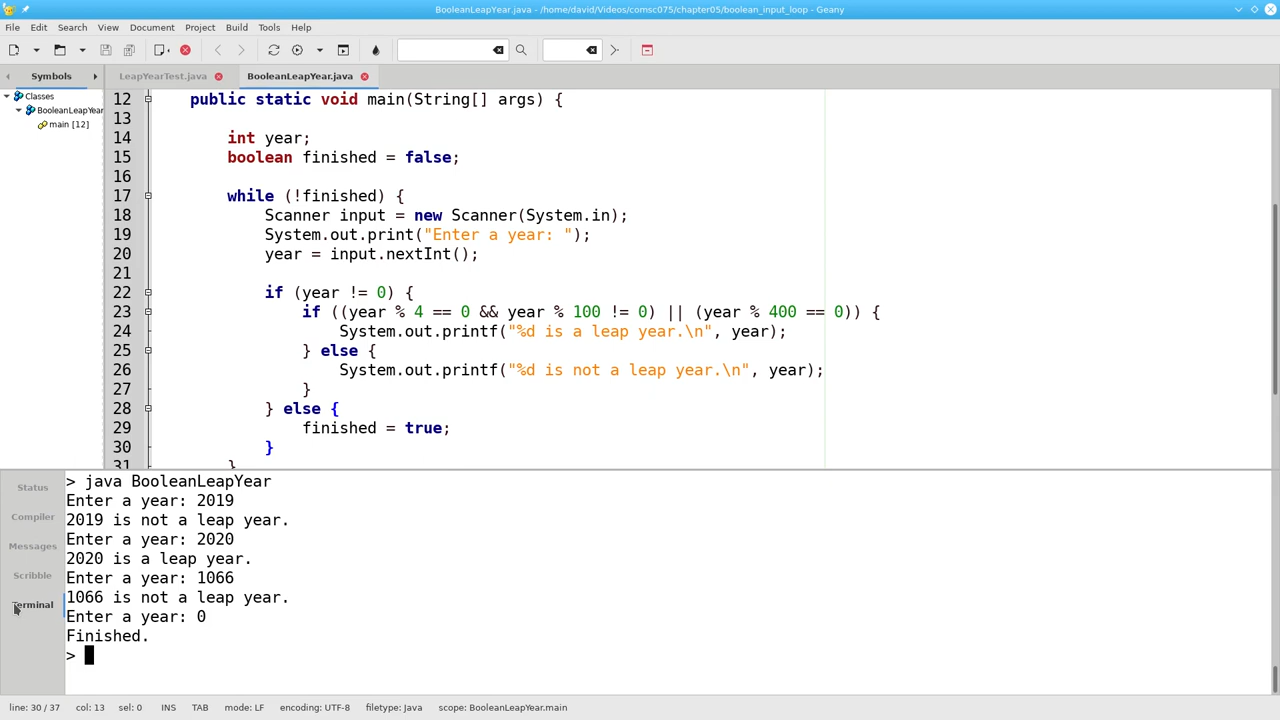 BooleanLeapYear.java - /home/david/Videos/comsc075/chapter05/boolean_input_loop - Geany
File Edit Search View Document Project Build Tools Help
Symbols LeapYearTest.java BooleanLeapYear.java
Classes
BooleanLeapYear
main [12]
12 public static void main(String[] args) {
13
14 int year;
15 boolean finished = false;
16
17 while (!finished) {
18 Scanner input = new Scanner(System.in);
19 System.out.print("Enter a year: ");
20 year = input.nextInt();
21
22 if (year != 0) {
23 if ((year % 4 == 0 && year % 100 != 0) || (year % 400 == 0)) {
24 System.out.printf("%d is a leap year.\n", year);
25 } else {
26 System.out.printf("%d is not a leap year.\n", year);
27 }
28 } else {
29 finished = true;
30 }
31 }
Status
Compiler
Messages
Scribble
Terminal
> java BooleanLeapYear
Enter a year: 2019
2019 is not a leap year.
Enter a year: 2020
2020 is a leap year.
Enter a year: 1066
1066 is not a leap year.
Enter a year: 0
Finished.
>
line: 30 / 37 col: 13 sel: 0 INS TAB mode: LF encoding: UTF-8 filetype: Java scope: BooleanLeapYear.main